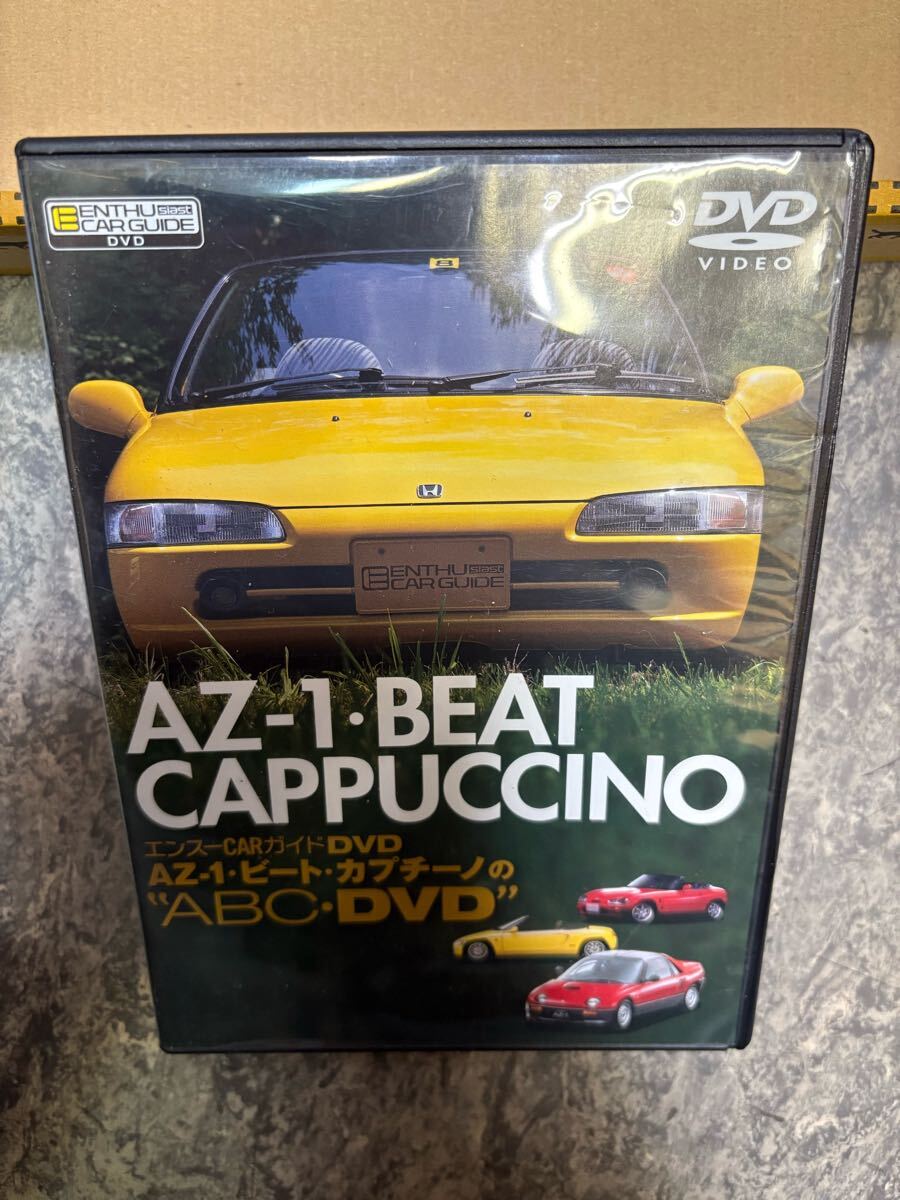 ENTHUsiast
CAR GUIDE
DVD
DVD
VIDEO
8
ENTHUsiast
CAR GUIDE
AZ-1·BEAT
CAPPUCCINO
エンスーCARガイドDVD
AZ-1・ビート・カプチーノの
“ABC・DVD”